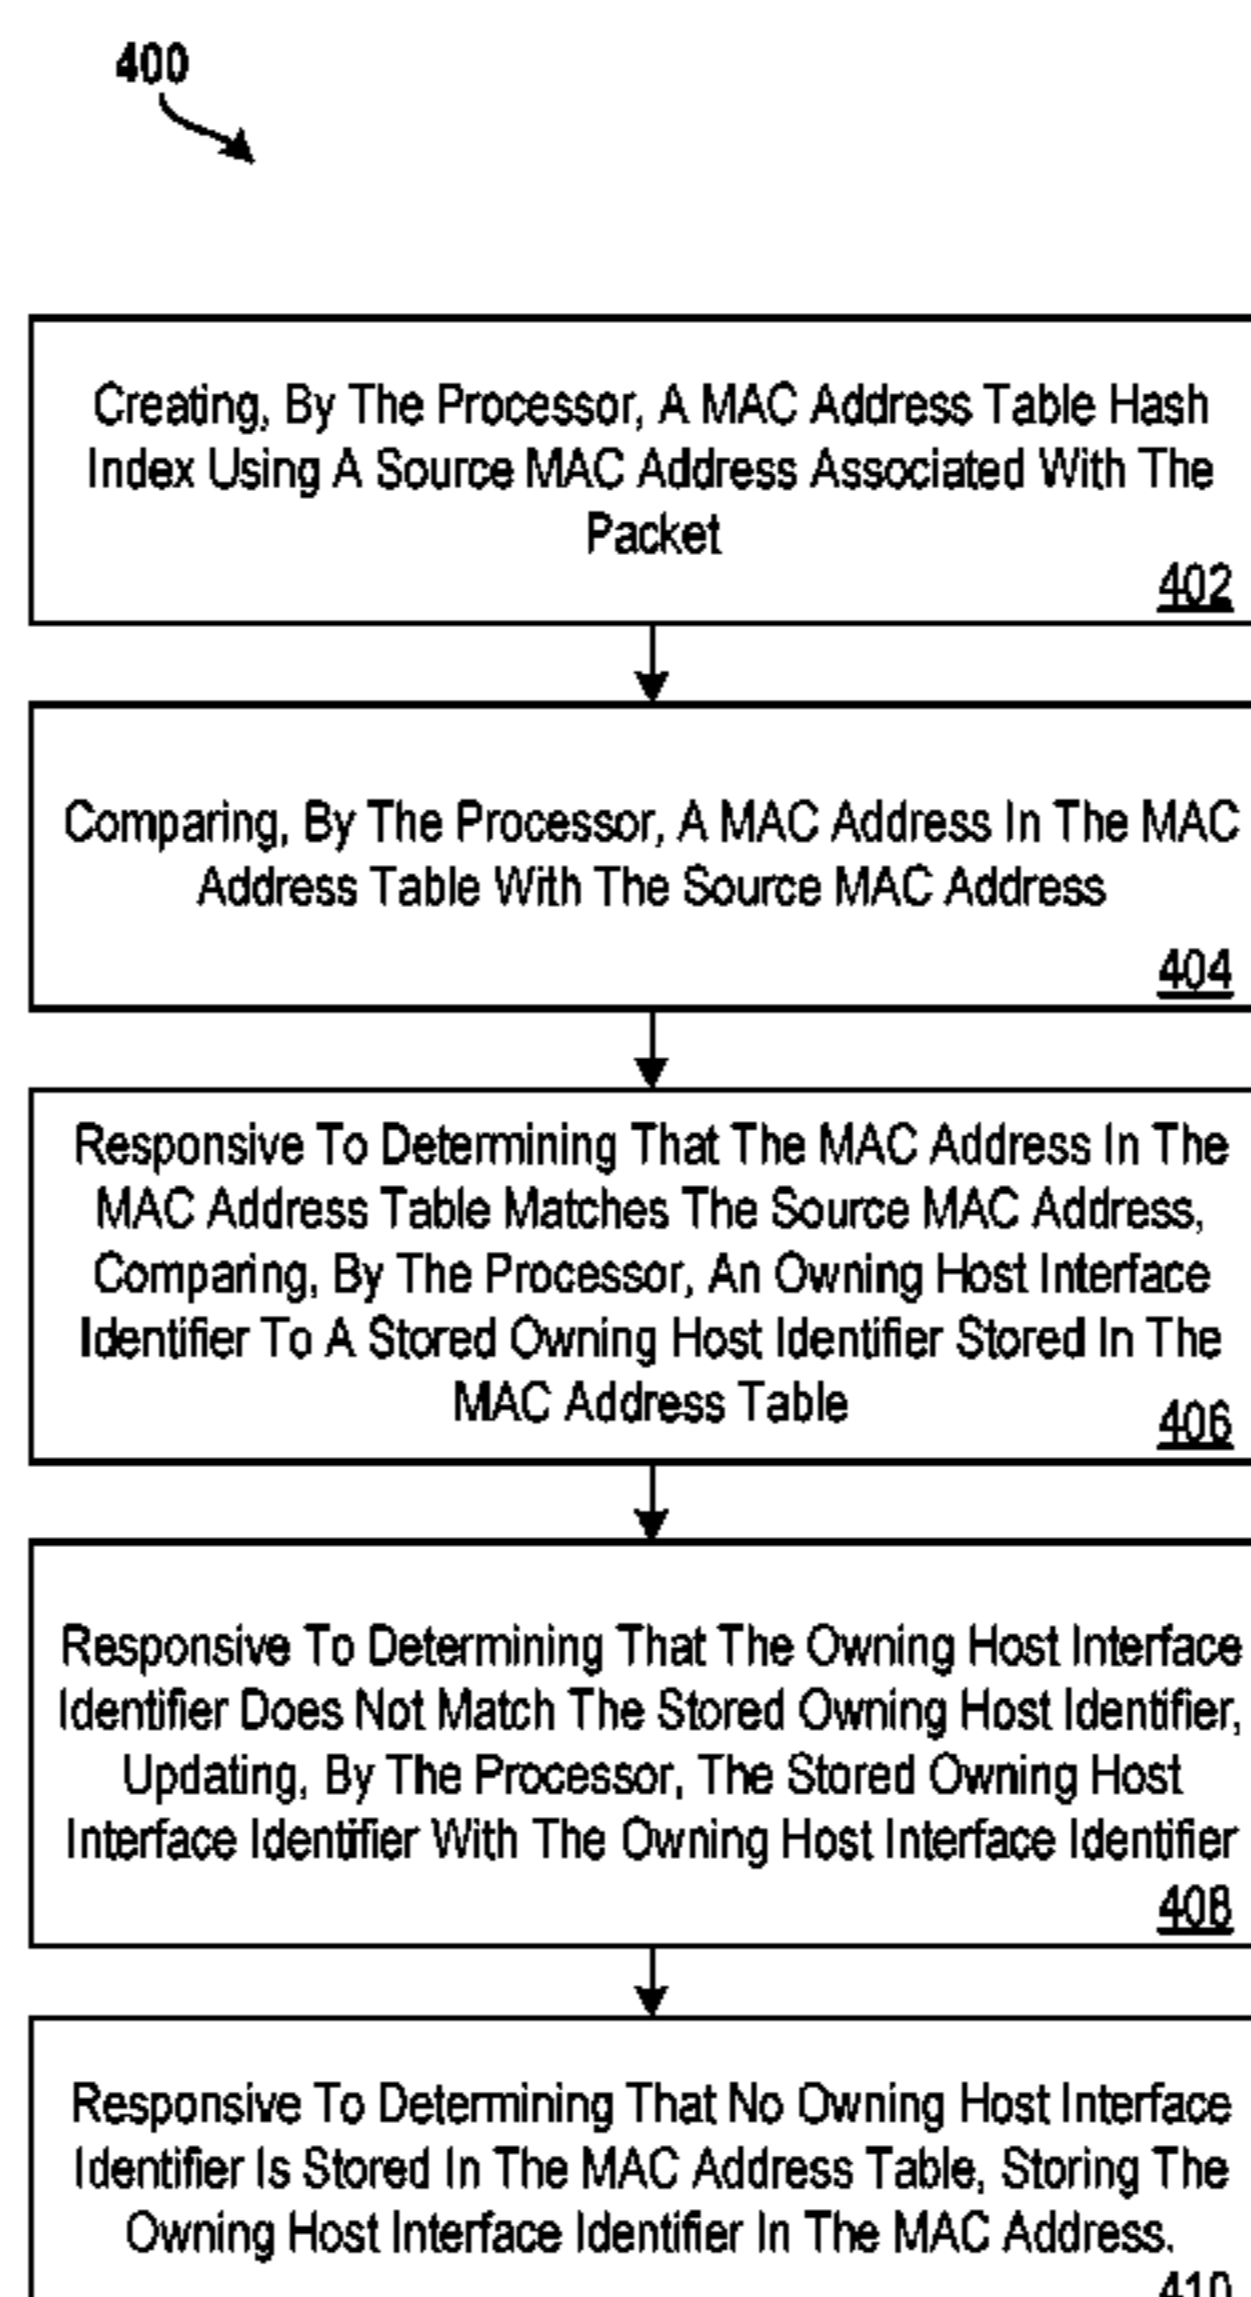 400
Creating, By The Processor, A MAC Address Table Hash
Index Using A Source MAC Address Associated With The
Packet
402
Comparing, By The Processor, A MAC Address In The MAC
Address Table With The Source MAC Address
404
Responsive To Determining That The MAC Address In The
MAC Address Table Matches The Source MAC Address,
Comparing, By The Processor, An Owning Host Interface
Identifier To A Stored Owning Host Identifier Stored In The
MAC Address Table
406
Responsive To Determining That The Owning Host Interface
Identifier Does Not Match The Stored Owning Host Identifier,
Updating, By The Processor, The Stored Owning Host
Interface Identifier With The Owning Host Interface Identifier
408
Responsive To Determining That No Owning Host Interface
Identifier Is Stored In The MAC Address Table, Storing The
Owning Host Interface Identifier In The MAC Address.
410